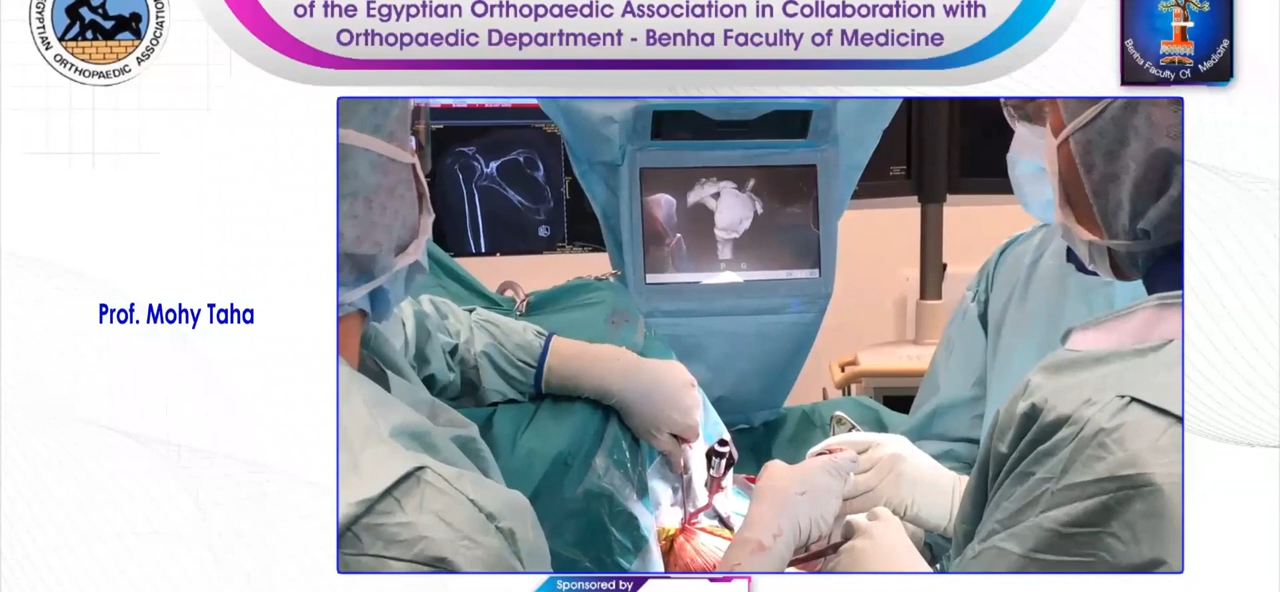 EGYPTIAN ORTHOPAEDIC ASSOCIATION
of the Egyptian Orthopaedic Association in Collaboration with
Orthopaedic Department - Benha Faculty of Medicine
Benha Faculty Of Medicine
Prof. Mohy Taha
P G
Sponsored by